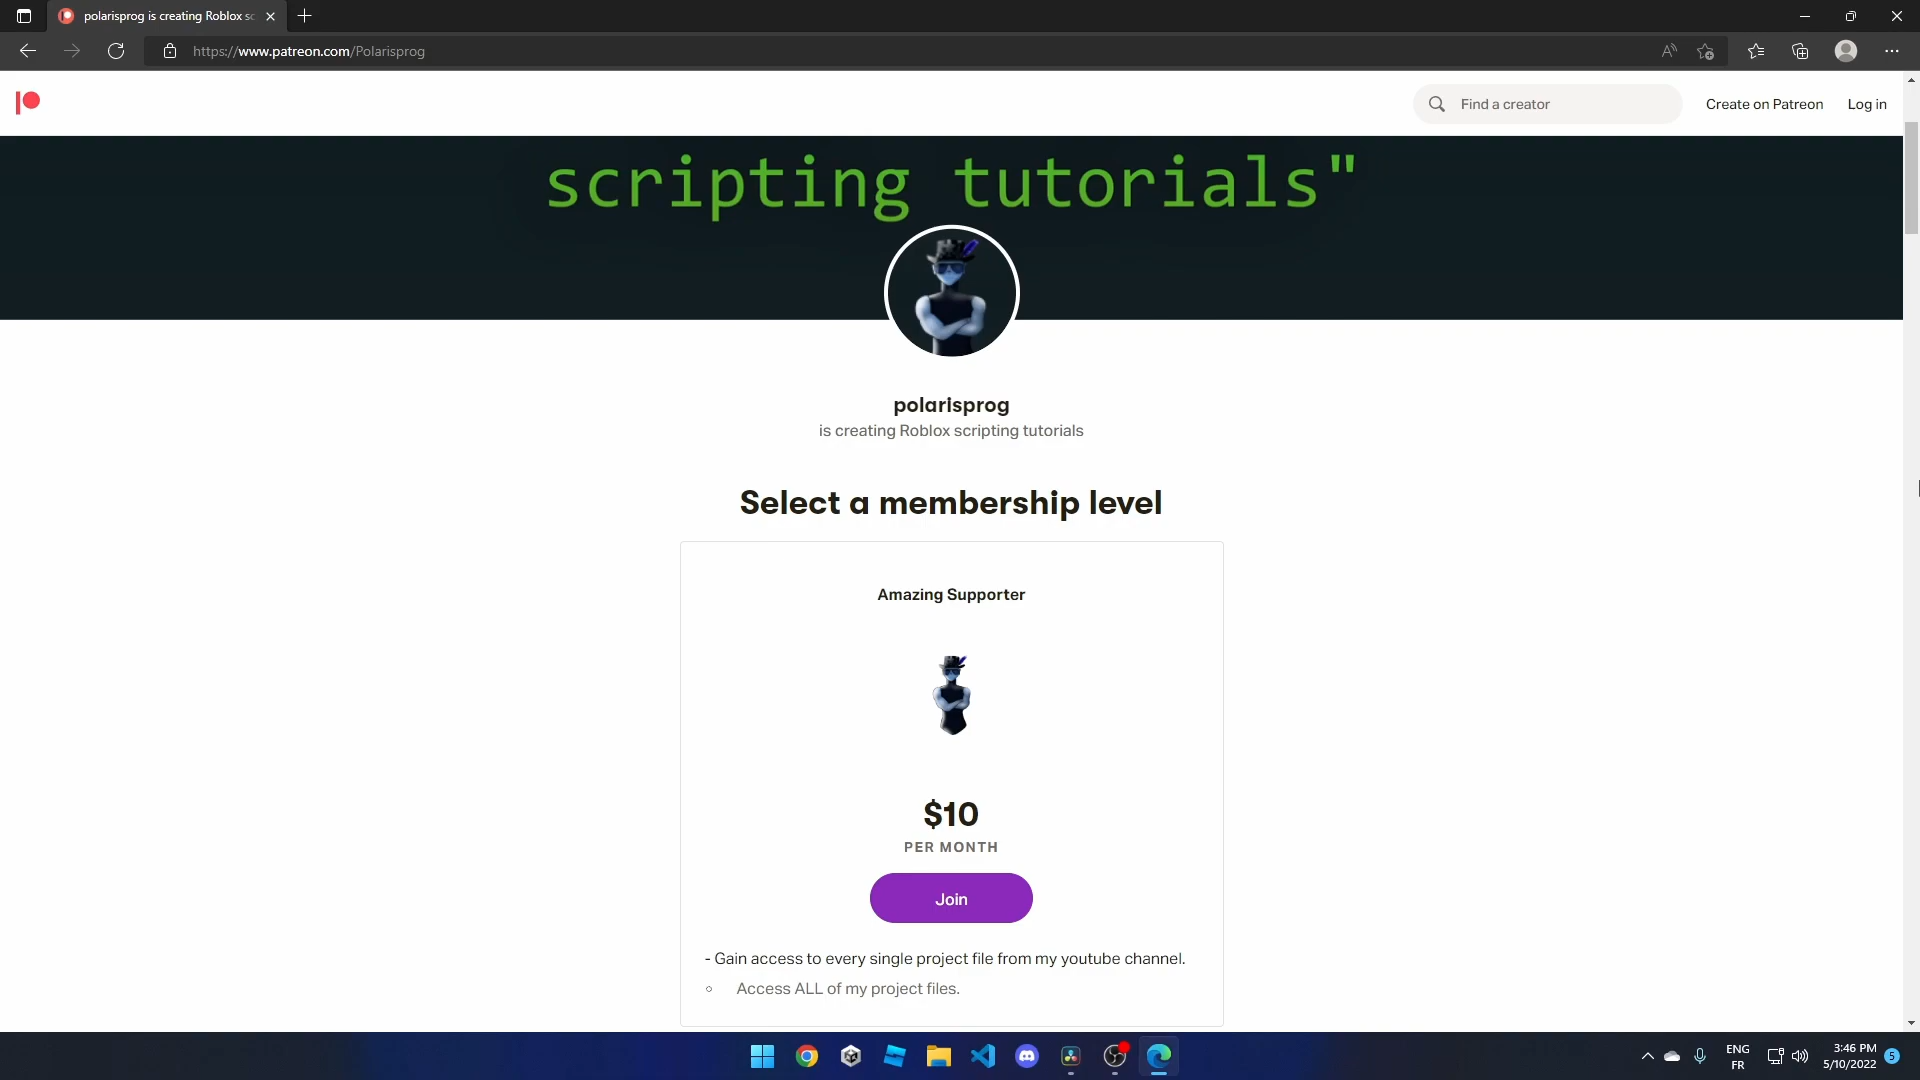 polarisprog is creating Roblox sc
https://www.patreon.com/Polarisprog
Find a creator
Create on Patreon
Log in
scripting tutorials"
polarisprog
is creating Roblox scripting tutorials
Select a membership level
Amazing Supporter
$10
PER MONTH
Join
- Gain access to every single project file from my youtube channel.
Access ALL of my project files.
ENG
FR
3:46 PM
5/10/2022
5